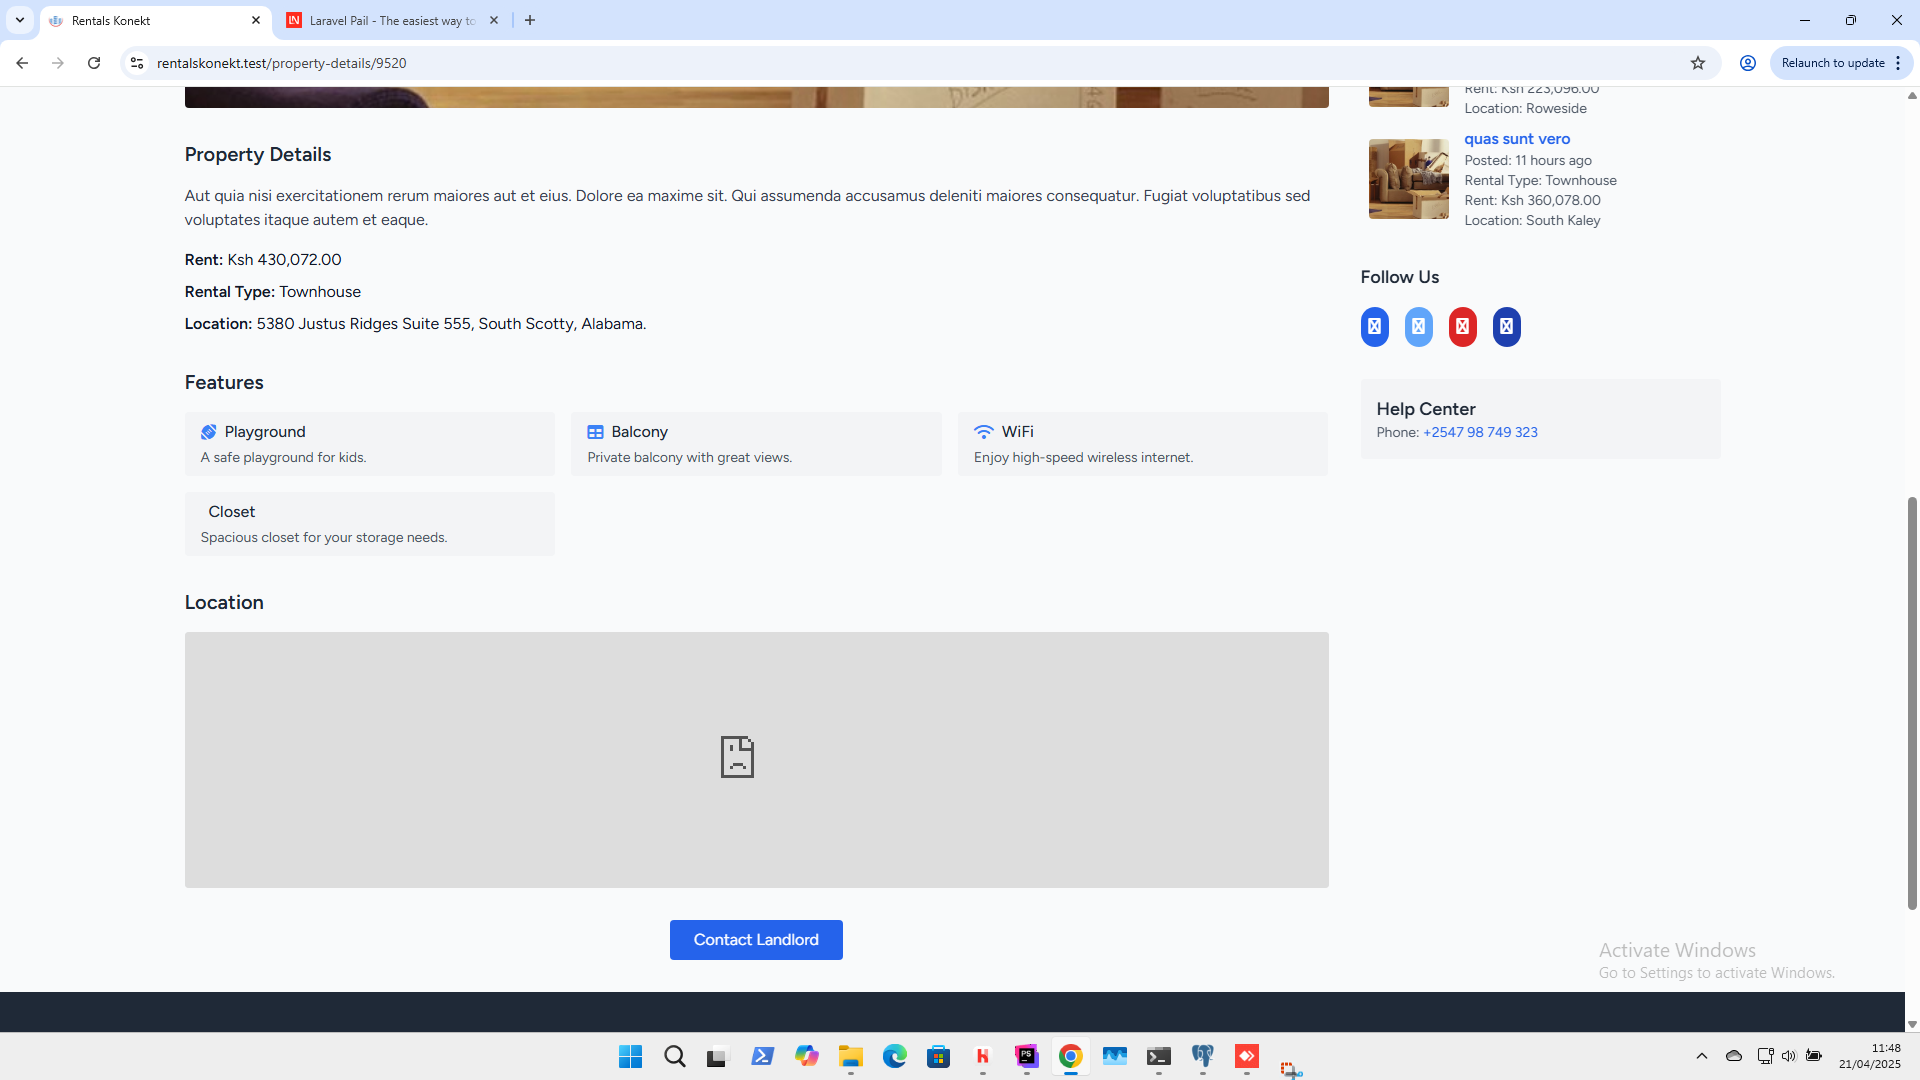 Rentals Konekt
Laravel Pail - The easiest way to
rentalskonekt.test/property-details/9520
Relaunch to update
Property Details
Aut quia nisi exercitationem rerum maiores aut et eius. Dolore ea maxime sit. Qui assumenda accusamus deleniti maiores consequatur. Fugiat voluptatibus sed
voluptates itaque autem et eaque.
Rent: Ksh 430,072.00
Rental Type: Townhouse
Location: 5380 Justus Ridges Suite 555, South Scotty, Alabama.
Features
Playground
A safe playground for kids.
Balcony
Private balcony with great views.
WiFi
Enjoy high-speed wireless internet.
Closet
Spacious closet for your storage needs.
Location
Contact Landlord
Rent: Ksh 223,096.00
Location: Roweside
quas sunt vero
Posted: 11 hours ago
Rental Type: Townhouse
Rent: Ksh 360,078.00
Location: South Kaley
Follow Us
Help Center
Phone: +2547 98 749 323
Activate Windows
Go to Settings to activate Windows.
11:48
21/04/2025